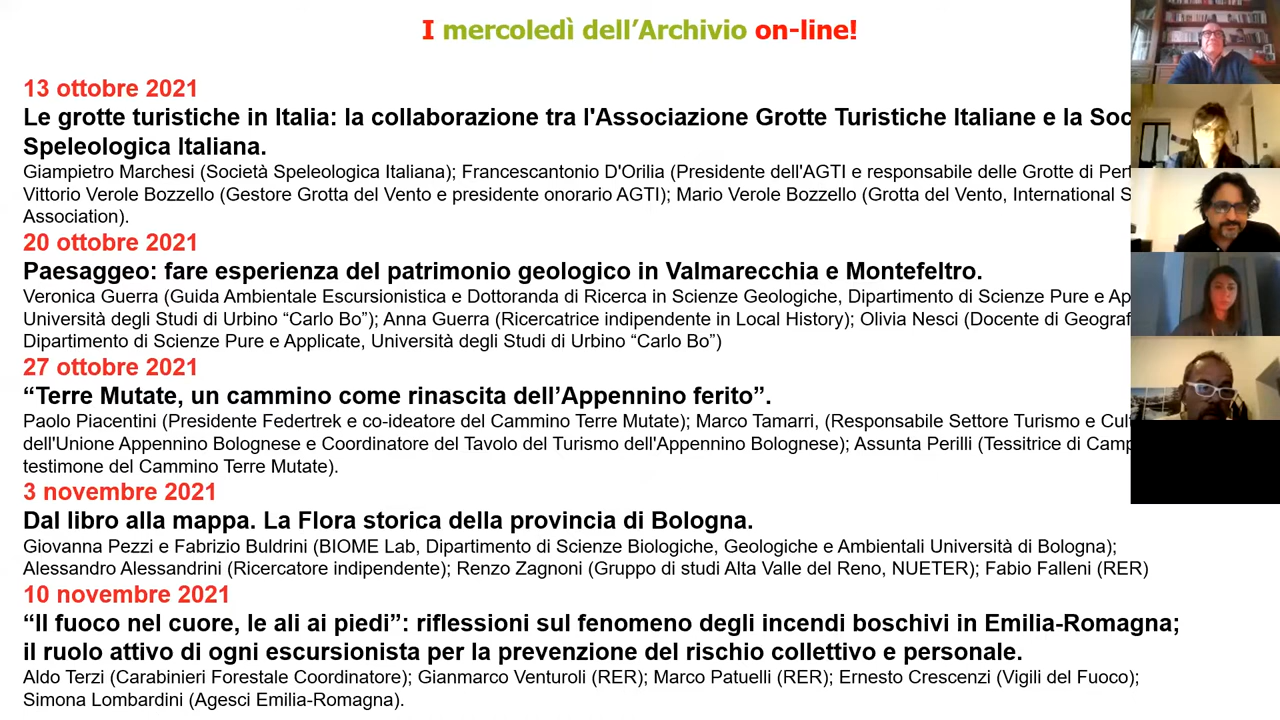 I mercoledì dell’Archivio on-line!
13 ottobre 2021
Le grotte turistiche in Italia: la collaborazione tra l'Associazione Grotte Turistiche Italiane e la
Speleologica Italiana.
Giampietro Marchesi (Società Speleologica Italiana); Francescantonio D'Orilia (Presidente dell'AGTI e responsabile delle Grotte di
Vittorio Verole Bozzello (Gestore Grotta del Vento e presidente onorario AGTI); Mario Verole Bozzello (Grotta del Vento, International
Association).
20 ottobre 2021
Paesaggeo: fare esperienza del patrimonio geologico in Valmarecchia e Montefeltro.
Veronica Guerra (Guida Ambientale Escursionistica e Dottoranda di Ricerca in Scienze Geologiche, Dipartimento di Scienze Pure e
Università degli Studi di Urbino “Carlo Bo”); Anna Guerra (Ricercatrice indipendente in Local History); Olivia Nesci (Docente di
Dipartimento di Scienze Pure e Applicate, Università degli Studi di Urbino “Carlo Bo”)
27 ottobre 2021
“Terre Mutate, un cammino come rinascita dell’Appennino ferito”.
Paolo Piacentini (Presidente Federtrek e co-ideatore del Cammino Terre Mutate); Marco Tamarri, (Responsabile Settore Turismo e
dell'Unione Appennino Bolognese e Coordinatore del Tavolo del Turismo dell'Appennino Bolognese); Assunta Perilli (Tessitrice di
testimone del Cammino Terre Mutate).
3 novembre 2021
Dal libro alla mappa. La Flora storica della provincia di Bologna.
Giovanna Pezzi e Fabrizio Buldrini (BIOME Lab, Dipartimento di Scienze Biologiche, Geologiche e Ambientali Università di Bologna);
Alessandro Alessandrini (Ricercatore indipendente); Renzo Zagnoni (Gruppo di studi Alta Valle del Reno, NUETER); Fabio Falleni (RER)
10 novembre 2021
“Il fuoco nel cuore, le ali ai piedi”: riflessioni sul fenomeno degli incendi boschivi in Emilia-Romagna;
il ruolo attivo di ogni escursionista per la prevenzione del rischio collettivo e personale.
Aldo Terzi (Carabinieri Forestale Coordinatore); Gianmarco Venturoli (RER); Marco Patuelli (RER); Ernesto Crescenzi (Vigili del Fuoco);
Simona Lombardini (Agesci Emilia-Romagna).